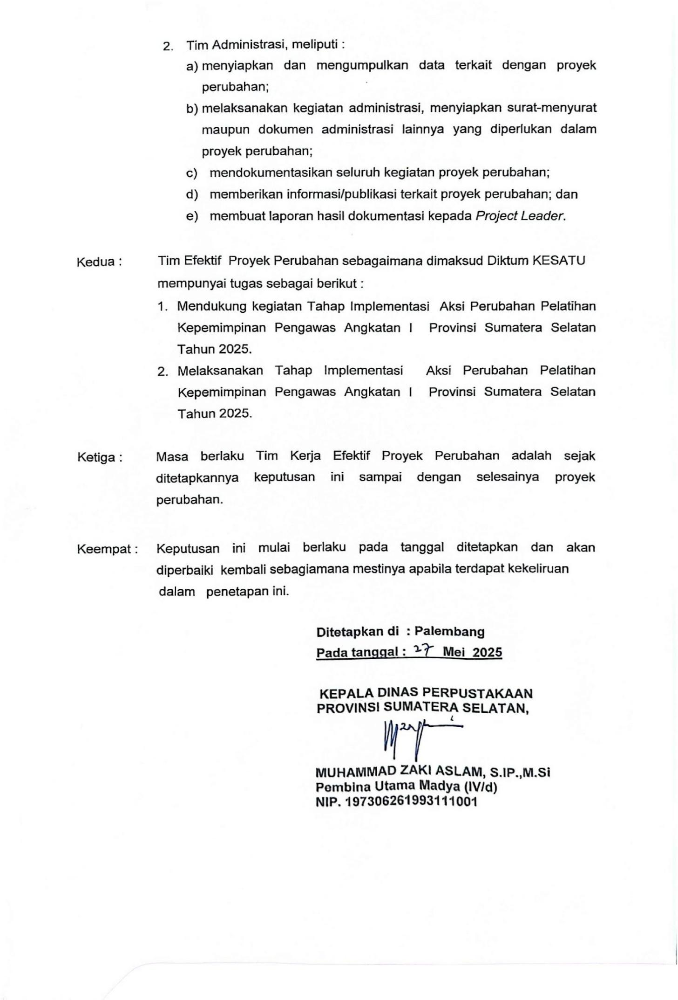 2. Tim Administrasi, meliputi :
a) menyiapkan dan mengumpulkan data terkait dengan proyek
perubahan;
b) melaksanakan kegiatan administrasi, menyiapkan surat-menyurat
maupun dokumen administrasi lainnya yang diperlukan dalam
proyek perubahan;
c) mendokumentasikan seluruh kegiatan proyek perubahan;
d) memberikan informasi/publikasi terkait proyek perubahan; dan
e) membuat laporan hasil dokumentasi kepada Project Leader.
Kedua : Tim Efektif Proyek Perubahan sebagaimana dimaksud Diktum KESATU
mempunyai tugas sebagai berikut :
1. Mendukung kegiatan Tahap Implementasi Aksi Perubahan Pelatihan
Kepemimpinan Pengawas Angkatan I Provinsi Sumatera Selatan
Tahun 2025.
2. Melaksanakan Tahap Implementasi Aksi Perubahan Pelatihan
Kepemimpinan Pengawas Angkatan I Provinsi Sumatera Selatan
Tahun 2025.
Ketiga : Masa berlaku Tim Kerja Efektif Proyek Perubahan adalah sejak
ditetapkannya keputusan ini sampai dengan selesainya proyek
perubahan.
Keempat : Keputusan ini mulai berlaku pada tanggal ditetapkan dan akan
diperbaiki kembali sebagiamana mestinya apabila terdapat kekeliruan
dalam penetapan ini.
Ditetapkan di : Palembang
Pada tanggal : 27 Mei 2025
KEPALA DINAS PERPUSTAKAAN
PROVINSI SUMATERA SELATAN,
MUHAMMAD ZAKI ASLAM, S.IP.,M.Si
Pembina Utama Madya (IV/d)
NIP. 197306261993111001